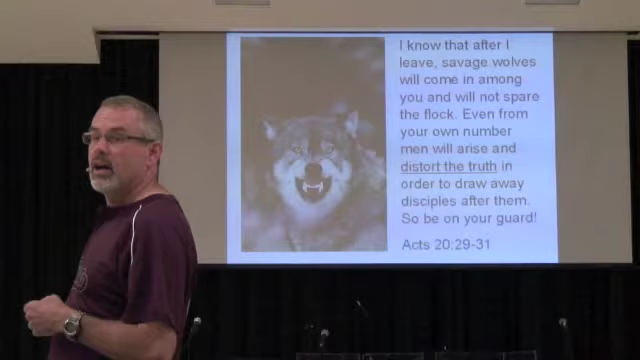 I know that after I
leave, savage wolves
will come in among
you and will not spare
the flock. Even from
your own number
men will arise and
distort the truth in
order to draw away
disciples after them.
So be on your guard!
Acts 20:29-31